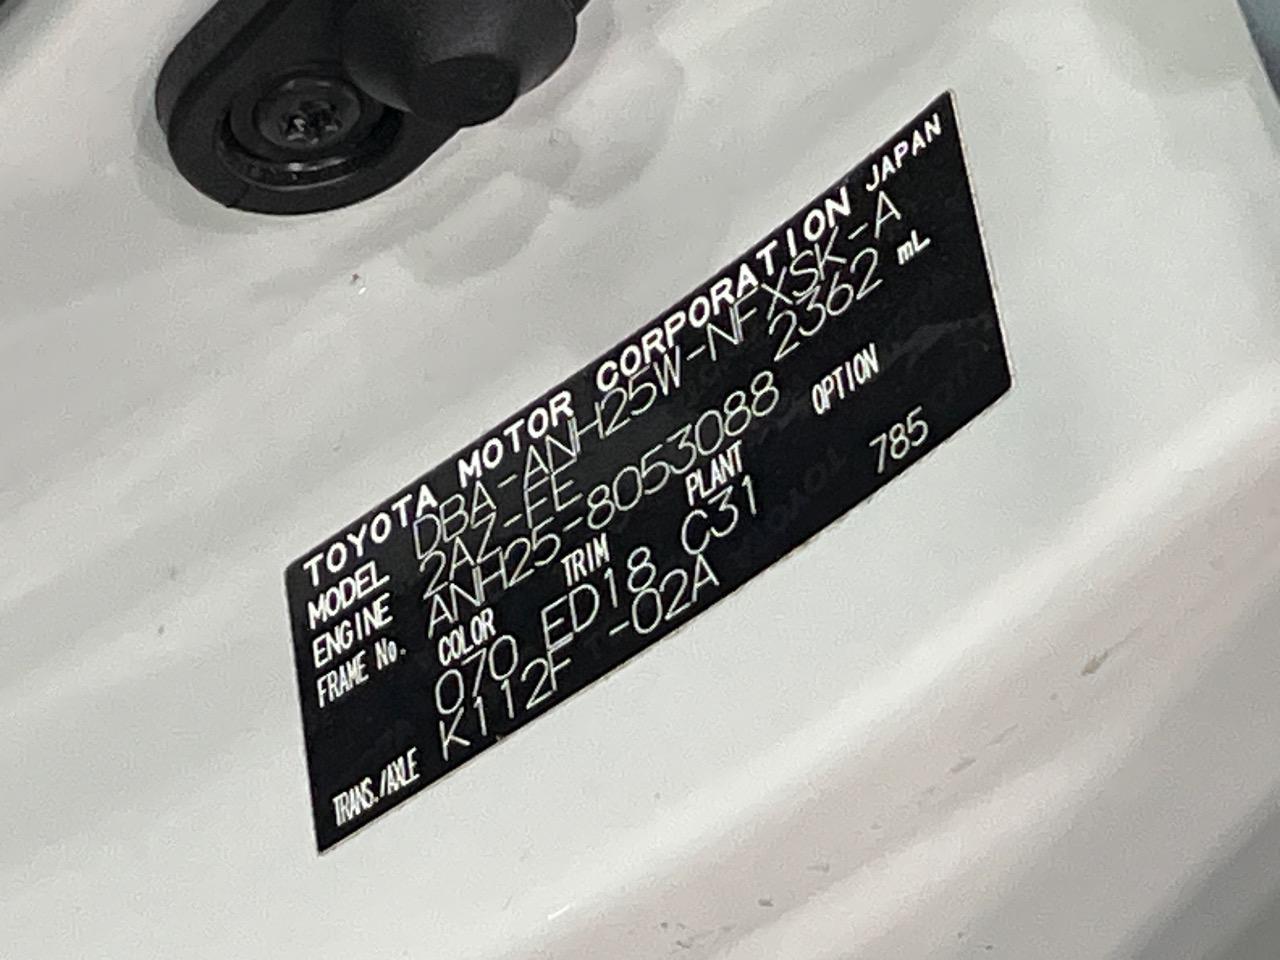 TOYOTA MOTOR CORPORATION JAPAN
MODEL DBA-ANH25W-NFXSK-A
ENGINE 2AZ-FE 2362 mL
FRAME No. ANH25-8053088
COLOR TRIM PLANT OPTION
070 ED18 C31 785
TRANS./AXLE K112F -02A